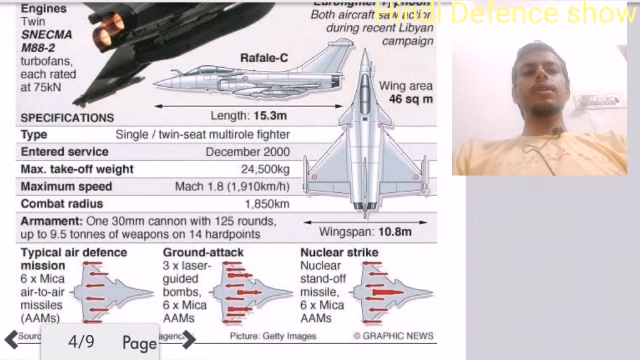 Defence show
Engines
Twin
SNECMA
M88-2
turbofans,
each rated
at 75kN
Both aircraft saw action
during recent Libyan
campaign
Rafale-C
Wing area
46 sq m
Length: 15.3m
SPECIFICATIONS
Type Single / twin-seat multirole fighter
Entered service December 2000
Max. take-off weight 24,500kg
Maximum speed Mach 1.8 (1,910km/h)
Combat radius 1,850km
Armament: One 30mm cannon with 125 rounds,
up to 9.5 tonnes of weapons on 14 hardpoints
Wingspan: 10.8m
Typical air defence
mission
6 x Mica
air-to-air
missiles
(AAMs)
Ground-attack
3 x laser-
guided
bombs,
6 x Mica
AAMs
Nuclear strike
Nuclear
stand-off
missile,
6 x Mica
AAMs
4/9 Page
Picture: Getty Images
© GRAPHIC NEWS